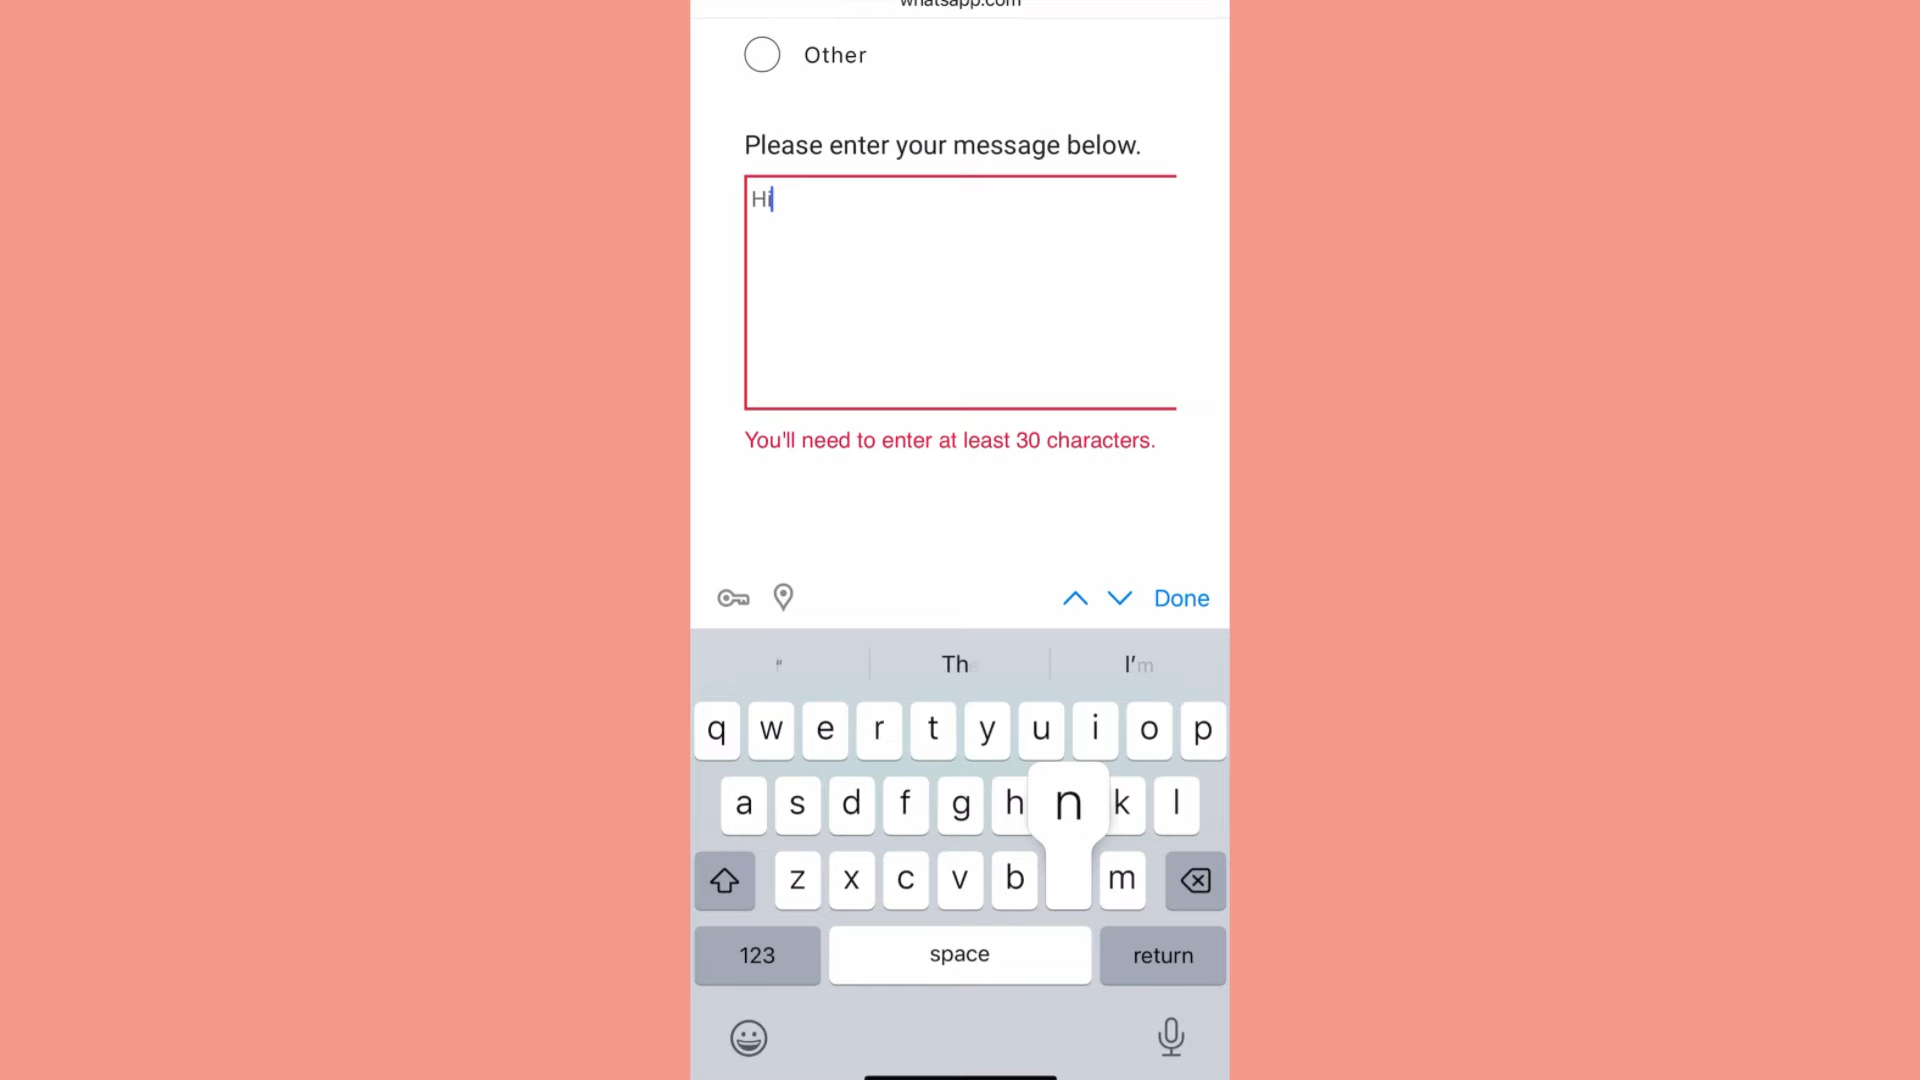 whatsapp.com
Other
Please enter your message below.
Hi
You'll need to enter at least 30 characters.
Done
" Th I'm
q w e r t y u i o p
a s d f g h n k l
z x c v b m
123 space return